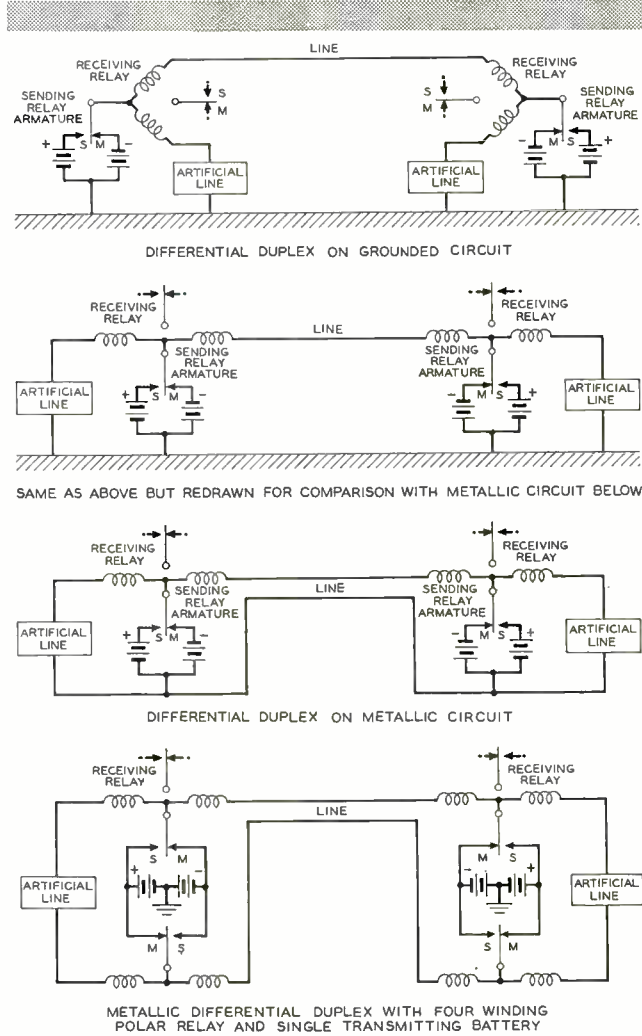 LINE
RECEIVING
RELAY
RECEIVING
RELAY
SENDING
RELAY
ARMATURE
S
M
S
M
SENDING
RELAY
ARMATURE
+ S M -
- M S +
ARTIFICIAL
LINE
ARTIFICIAL
LINE
DIFFERENTIAL DUPLEX ON GROUNDED CIRCUIT
RECEIVING
RELAY
RECEIVING
RELAY
LINE
SENDING
RELAY
ARMATURE
SENDING
RELAY
ARMATURE
ARTIFICIAL
LINE
+ S M -
- M S +
ARTIFICIAL
LINE
SAME AS ABOVE BUT REDRAWN FOR COMPARISON WITH METALLIC CIRCUIT BELOW
RECEIVING
RELAY
RECEIVING
RELAY
LINE
SENDING
RELAY
ARMATURE
SENDING
RELAY
ARMATURE
ARTIFICIAL
LINE
+ S M -
- M S +
ARTIFICIAL
LINE
DIFFERENTIAL DUPLEX ON METALLIC CIRCUIT
RECEIVING
RELAY
RECEIVING
RELAY
LINE
S M
M S
+ -
- +
ARTIFICIAL
LINE
ARTIFICIAL
LINE
M S
S M
METALLIC DIFFERENTIAL DUPLEX WITH FOUR WINDING
POLAR RELAY AND SINGLE TRANSMITTING BATTERY